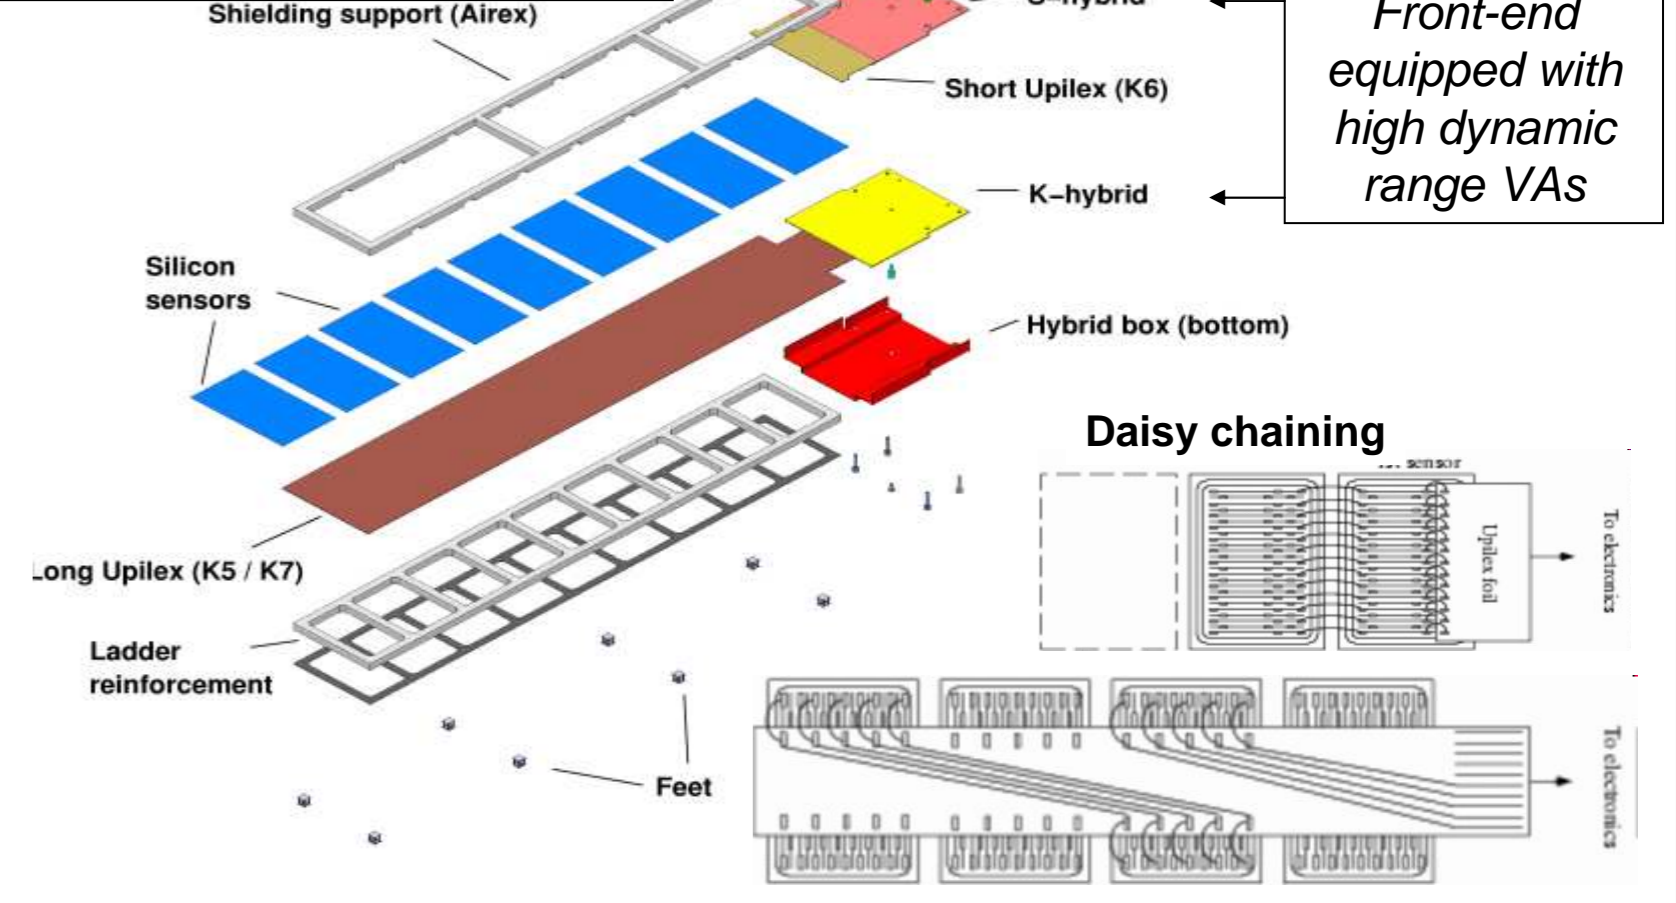 Shielding support (Airex)
Front-end
equipped with
high dynamic
range VAs
Short Upilex (K6)
K−hybrid
Silicon
sensors
Hybrid box (bottom)
Daisy chaining
sensor
To electronics
Upilex foil
Long Upilex (K5 / K7)
Ladder
reinforcement
To electronics
Feet